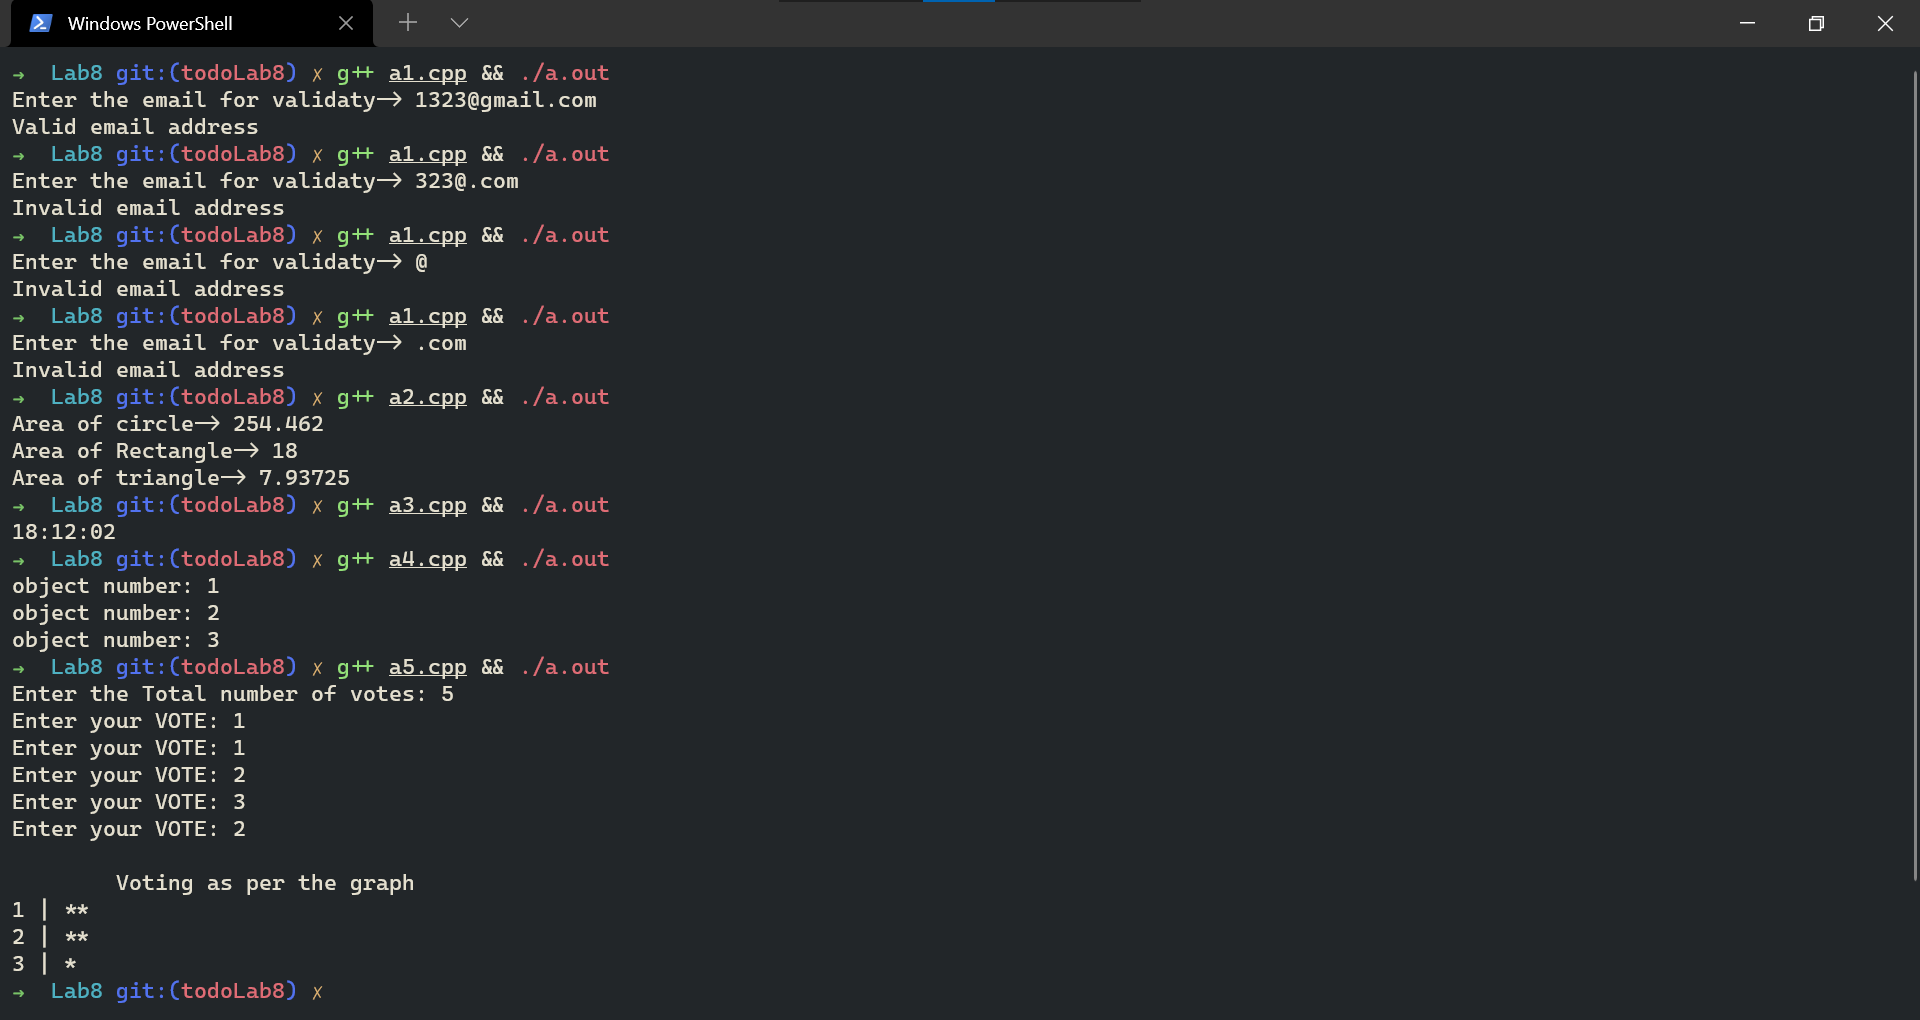 Windows PowerShell
→ Lab8 git:(todoLab8) ✗ g++ a1.cpp && ./a.out
Enter the email for validaty—> 1323@gmail.com
Valid email address
→ Lab8 git:(todoLab8) ✗ g++ a1.cpp && ./a.out
Enter the email for validaty—> 323@.com
Invalid email address
→ Lab8 git:(todoLab8) ✗ g++ a1.cpp && ./a.out
Enter the email for validaty—> @
Invalid email address
→ Lab8 git:(todoLab8) ✗ g++ a1.cpp && ./a.out
Enter the email for validaty—> .com
Invalid email address
→ Lab8 git:(todoLab8) ✗ g++ a2.cpp && ./a.out
Area of circle—> 254.462
Area of Rectangle—> 18
Area of triangle—> 7.93725
→ Lab8 git:(todoLab8) ✗ g++ a3.cpp && ./a.out
18:12:02
→ Lab8 git:(todoLab8) ✗ g++ a4.cpp && ./a.out
object number: 1
object number: 2
object number: 3
→ Lab8 git:(todoLab8) ✗ g++ a5.cpp && ./a.out
Enter the Total number of votes: 5
Enter your VOTE: 1
Enter your VOTE: 1
Enter your VOTE: 2
Enter your VOTE: 3
Enter your VOTE: 2
Voting as per the graph
1 | **
2 | **
3 | *
→ Lab8 git:(todoLab8) ✗